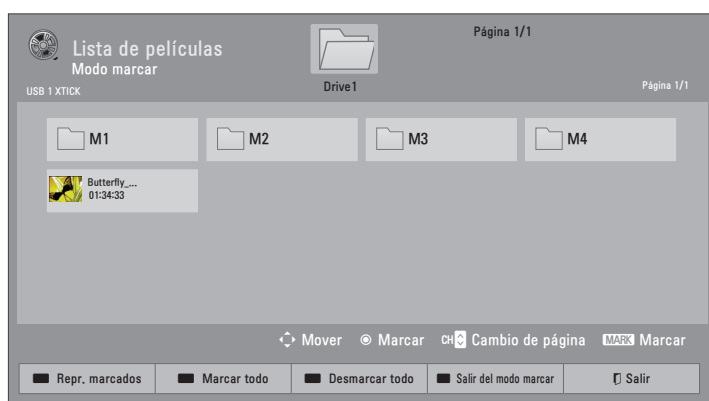 Lista de películas
Modo marcar
USB 1 XTICK
Drive1
Página 1/1
Página 1/1
M1
M2
M3
M4
Butterfly_...
01:34:33
Mover
Marcar
CH Cambio de página
MARK Marcar
Repr. marcados
Marcar todo
Desmarcar todo
Salir del modo marcar
Salir